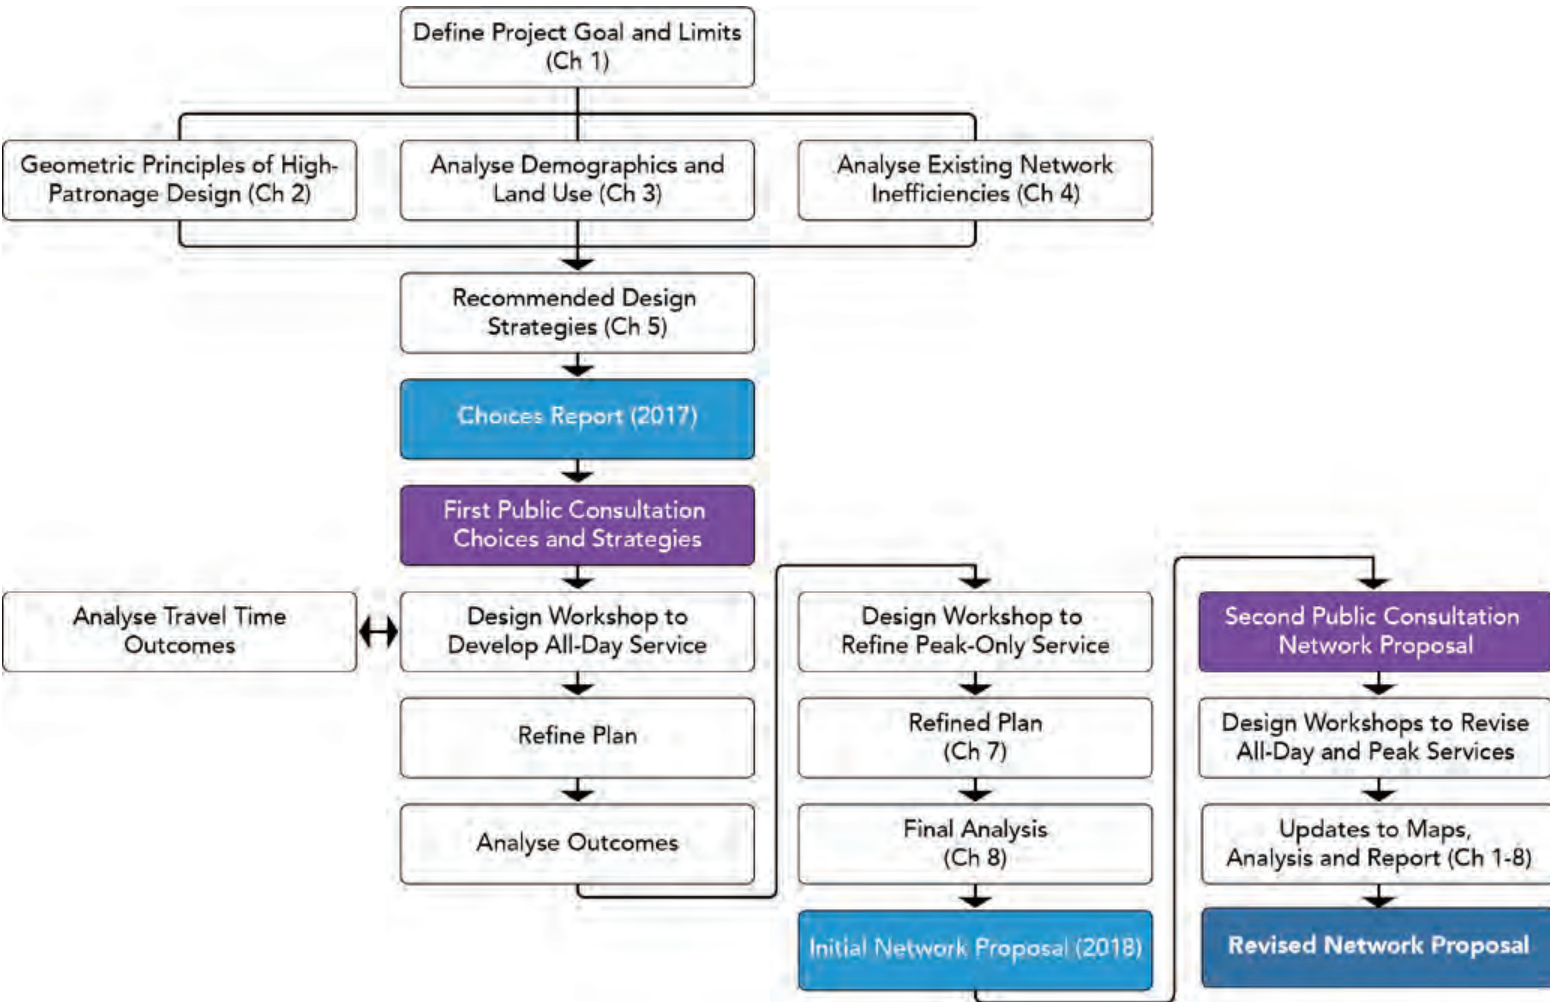 Define Project Goal and Limits
(Ch 1)
Geometric Principles of High-
Patronage Design (Ch 2)
Analyse Demographics and
Land Use (Ch 3)
Analyse Existing Network
Inefficiencies (Ch 4)
Recommended Design
Strategies (Ch 5)
Choices Report (2017)
First Public Consultation
Choices and Strategies
Analyse Travel Time
Outcomes
Design Workshop to
Develop All-Day Service
Refine Plan
Analyse Outcomes
Design Workshop to
Refine Peak-Only Service
Refined Plan
(Ch 7)
Final Analysis
(Ch 8)
Initial Network Proposal (2018)
Second Public Consultation
Network Proposal
Design Workshops to Revise
All-Day and Peak Services
Updates to Maps,
Analysis and Report (Ch 1-8)
Revised Network Proposal